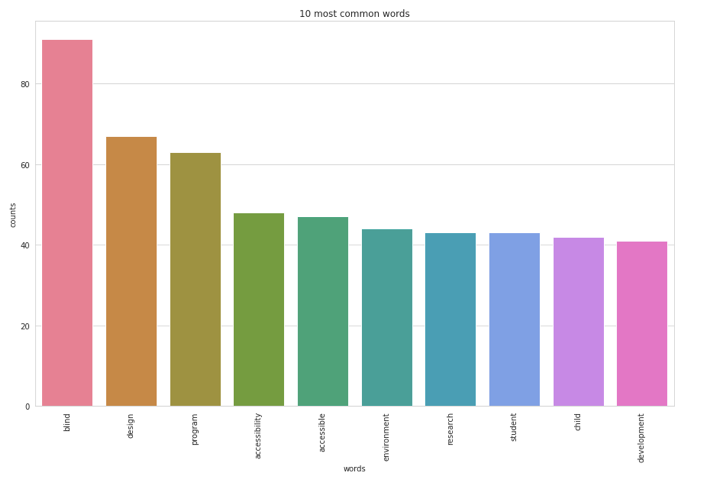 10 most common words
counts
80
60
40
20
0
blind
design
program
accessibility
accessible
environment
research
student
child
development
words